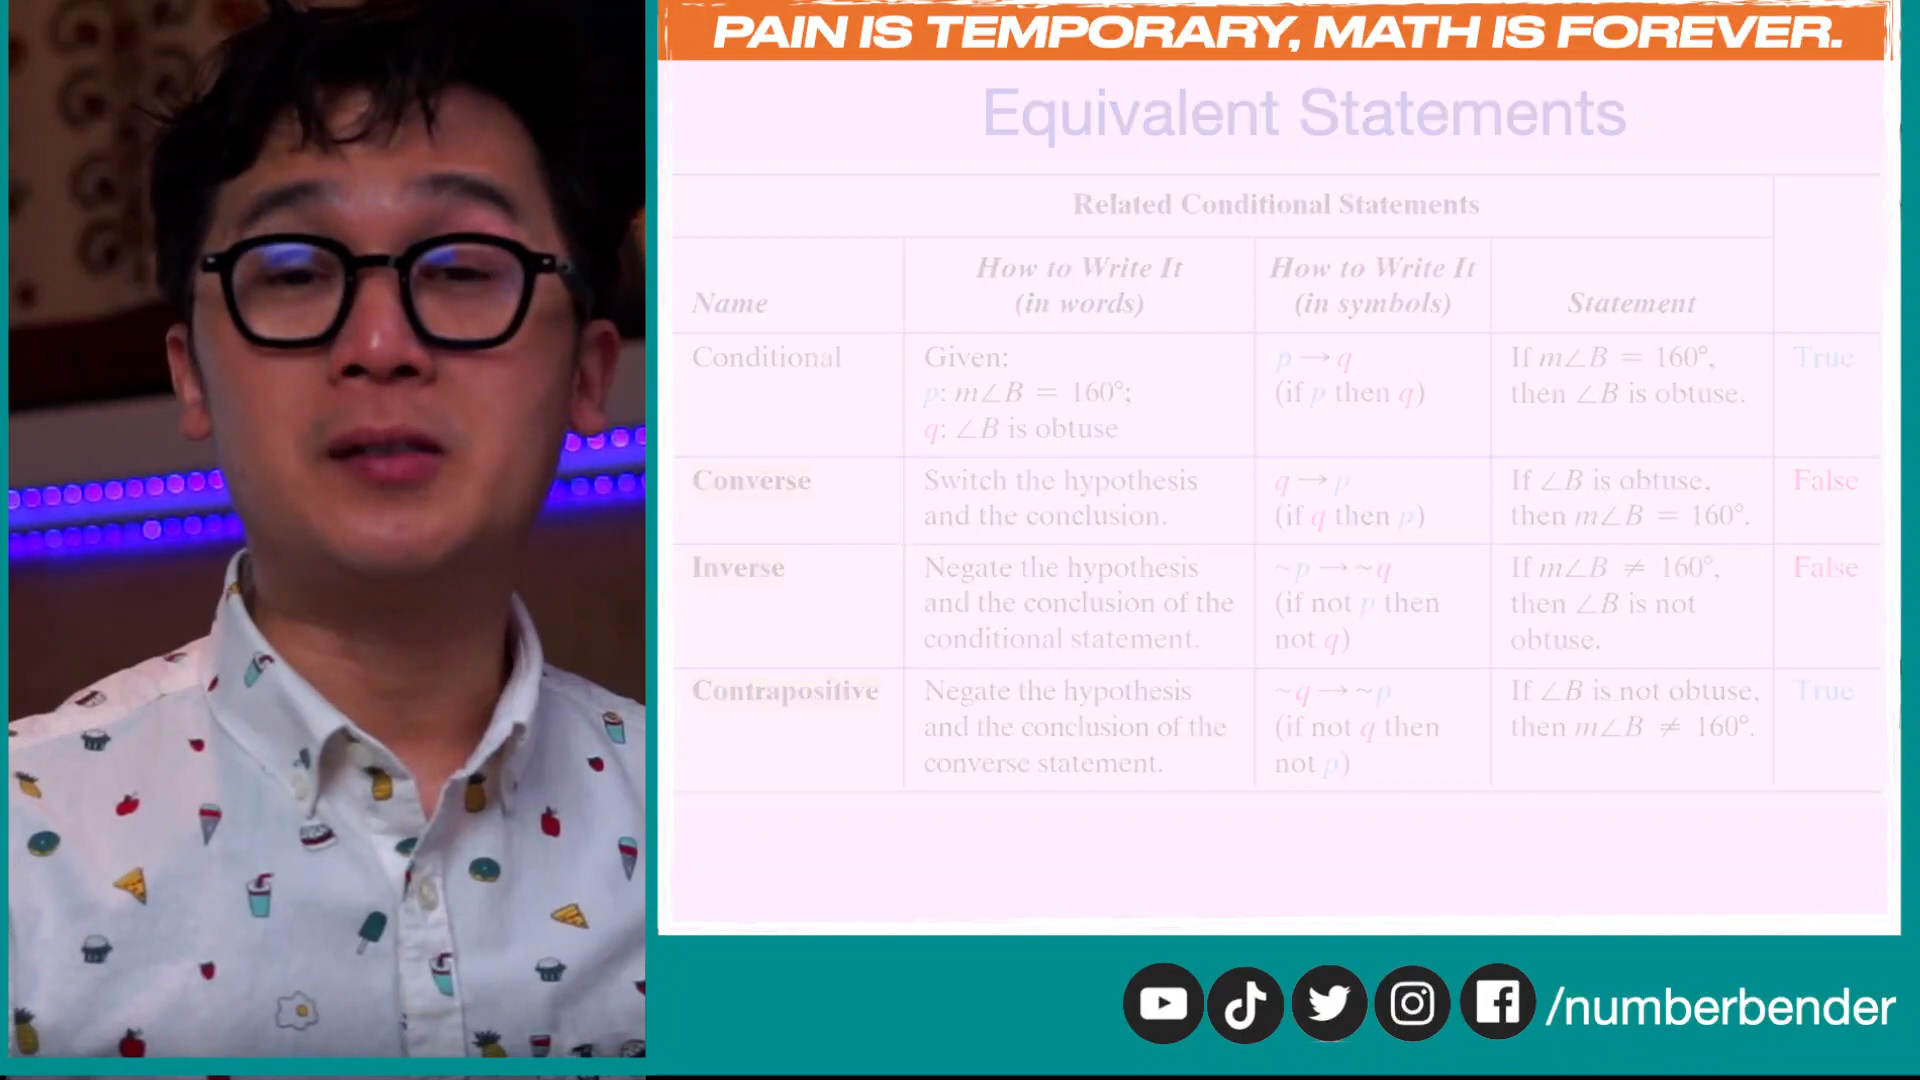 PAIN IS TEMPORARY, MATH IS FOREVER.
Equivalent Statements
Related Conditional Statements
Name
How to Write It
(in words)
How to Write It
(in symbols)
Statement
Conditional
Given:
p: m∠B = 160°;
q: ∠B is obtuse
p → q
(if p then q)
If m∠B = 160°,
then ∠B is obtuse.
True
Converse
Switch the hypothesis
and the conclusion.
q → p
(if q then p)
If ∠B is obtuse,
then m∠B = 160°.
False
Inverse
Negate the hypothesis
and the conclusion of the
conditional statement.
~p → ~q
(if not p then
not q)
If m∠B ≠ 160°,
then ∠B is not
obtuse.
False
Contrapositive
Negate the hypothesis
and the conclusion of the
converse statement.
~q → ~p
(if not q then
not p)
If ∠B is not obtuse,
then m∠B ≠ 160°.
True
/numberbender